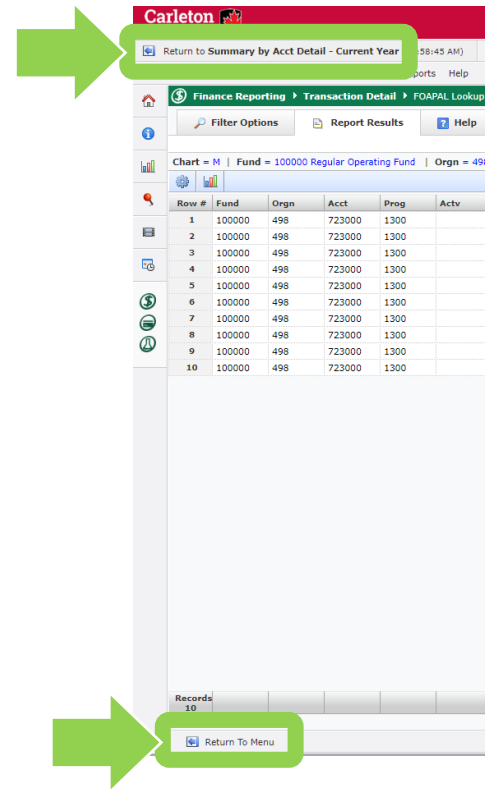 Carleton
Return to Summary by Acct Detail - Current Year :58:45 AM)
ports Help
Finance Reporting Transaction Detail FOAPAL Lookup
Filter Options Report Results Help
Chart = M | Fund = 100000 Regular Operating Fund | Orgn = 498
Row # Fund Orgn Acct Prog Actv
1 100000 498 723000 1300
2 100000 498 723000 1300
3 100000 498 723000 1300
4 100000 498 723000 1300
5 100000 498 723000 1300
6 100000 498 723000 1300
7 100000 498 723000 1300
8 100000 498 723000 1300
9 100000 498 723000 1300
10 100000 498 723000 1300
Records
10
Return To Menu